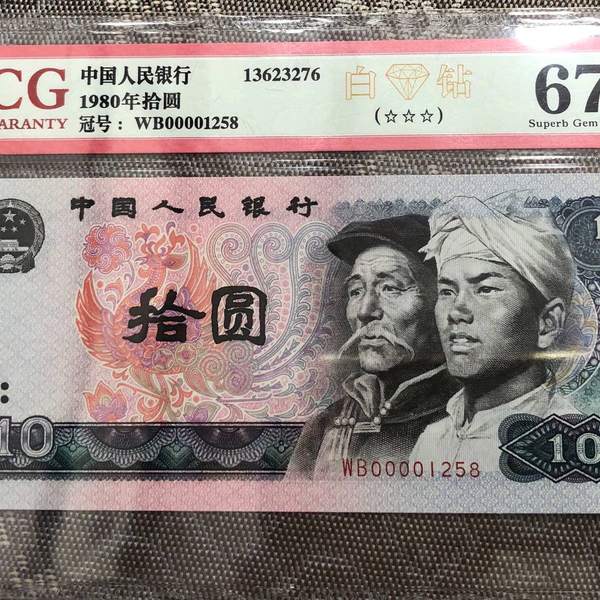 CG
ARANTY
中国人民银行
1980年拾圆
冠号：WB00001258
13623276
白 钻
(☆☆☆)
67
Superb Gem
中国人民银行
拾圆
10
WB00001258
10